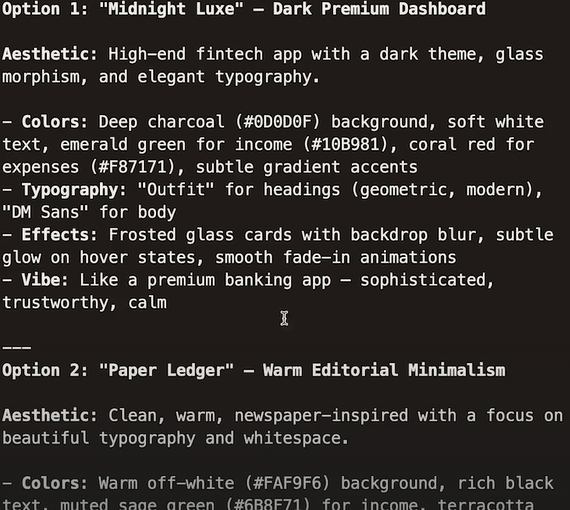 Option 1: "Midnight Luxe" — Dark Premium Dashboard
Aesthetic: High-end fintech app with a dark theme, glass
morphism, and elegant typography.
- Colors: Deep charcoal (#0D0D0F) background, soft white
text, emerald green for income (#10B981), coral red for
expenses (#F87171), subtle gradient accents
- Typography: "Outfit" for headings (geometric, modern),
"DM Sans" for body
- Effects: Frosted glass cards with backdrop blur, subtle
glow on hover states, smooth fade-in animations
- Vibe: Like a premium banking app — sophisticated,
trustworthy, calm
---
Option 2: "Paper Ledger" — Warm Editorial Minimalism
Aesthetic: Clean, warm, newspaper-inspired with a focus on
beautiful typography and whitespace.
- Colors: Warm off-white (#FAF9F6) background, rich black
text, muted sage green (#6B8F71) for income, terracotta